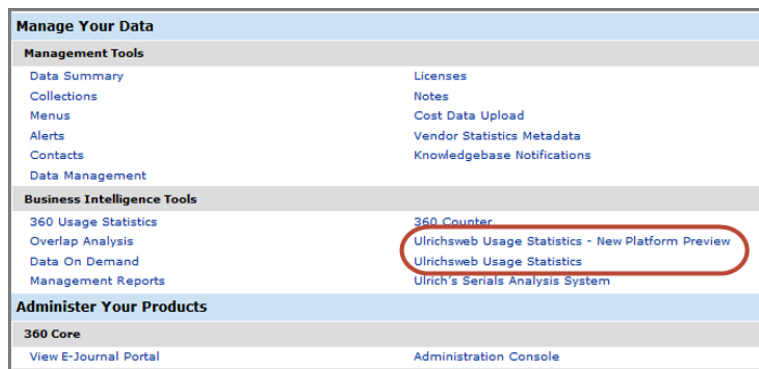 Manage Your Data
Management Tools
Data Summary
Licenses
Collections
Notes
Menus
Cost Data Upload
Alerts
Vendor Statistics Metadata
Contacts
Knowledgebase Notifications
Data Management
Business Intelligence Tools
360 Usage Statistics
360 Counter
Overlap Analysis
Ulrichsweb Usage Statistics - New Platform Preview
Data On Demand
Ulrichsweb Usage Statistics
Management Reports
Ulrich's Serials Analysis System
Administer Your Products
360 Core
View E-Journal Portal
Administration Console